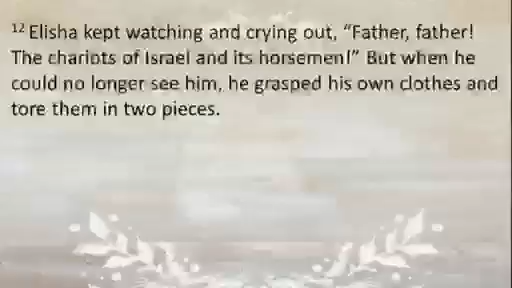 12 Elisha kept watching and crying out, “Father, father!
The chariots of Israel and its horsemen!” But when he
could no longer see him, he grasped his own clothes and
tore them in two pieces.